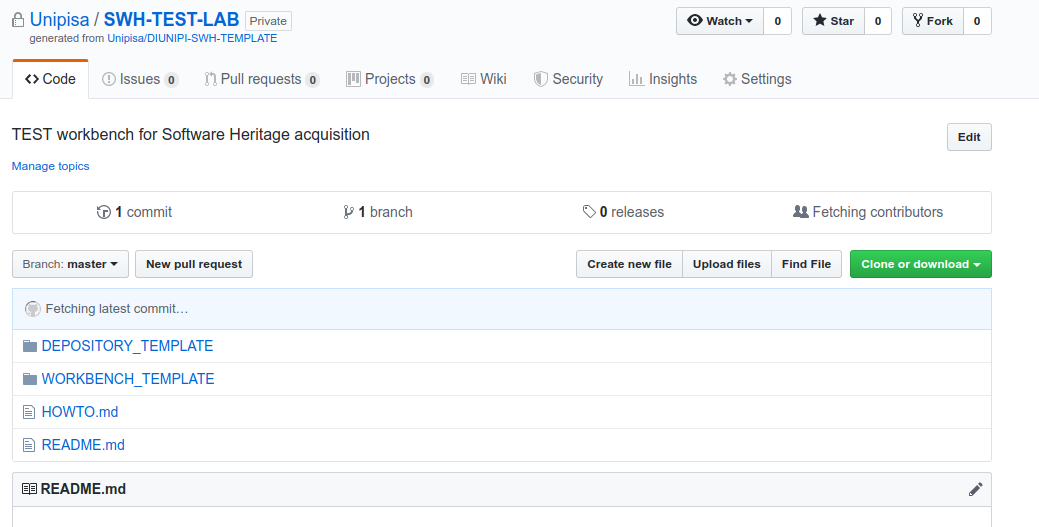 Unipisa / SWH-TEST-LAB Private Watch 0 Star 0 Fork 0
generated from Unipisa/DIUNIPI-SWH-TEMPLATE
Code Issues 0 Pull requests 0 Projects 0 Wiki Security Insights Settings
TEST workbench for Software Heritage acquisition Edit
Manage topics
1 commit 1 branch 0 releases Fetching contributors
Branch: master New pull request Create new file Upload files Find File Clone or download
Fetching latest commit…
DEPOSITORY_TEMPLATE
WORKBENCH_TEMPLATE
HOWTO.md
README.md
README.md